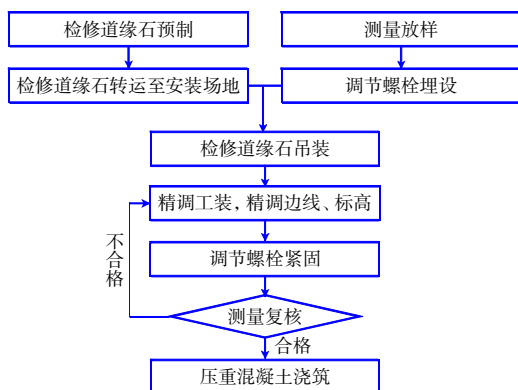 检修道缘石预制
测量放样
检修道缘石转运至安装场地
调节螺栓埋设
检修道缘石吊装
精调工装，精调边线、标高
不合格
调节螺栓紧固
测量复核
合格
压重混凝土浇筑